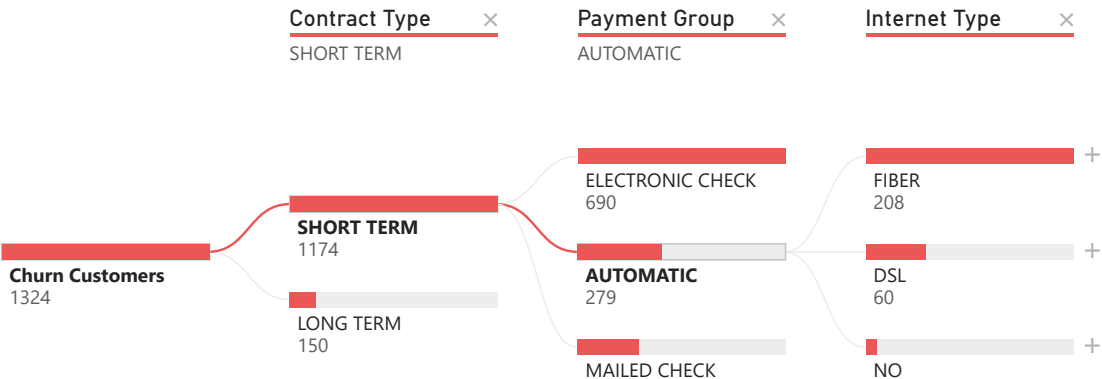 Contract Type ×
SHORT TERM
Payment Group ×
AUTOMATIC
Internet Type ×
Churn Customers
1324
SHORT TERM
1174
LONG TERM
150
ELECTRONIC CHECK
690
AUTOMATIC
279
MAILED CHECK
FIBER
208
DSL
60
NO